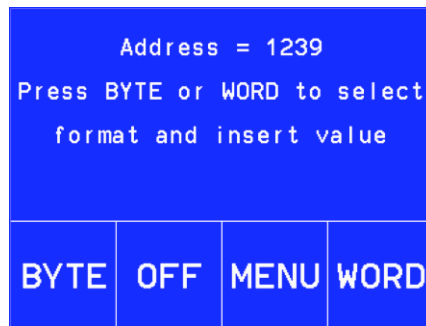 Address = 1239
Press BYTE or WORD to select
format and insert value
BYTE OFF MENU WORD